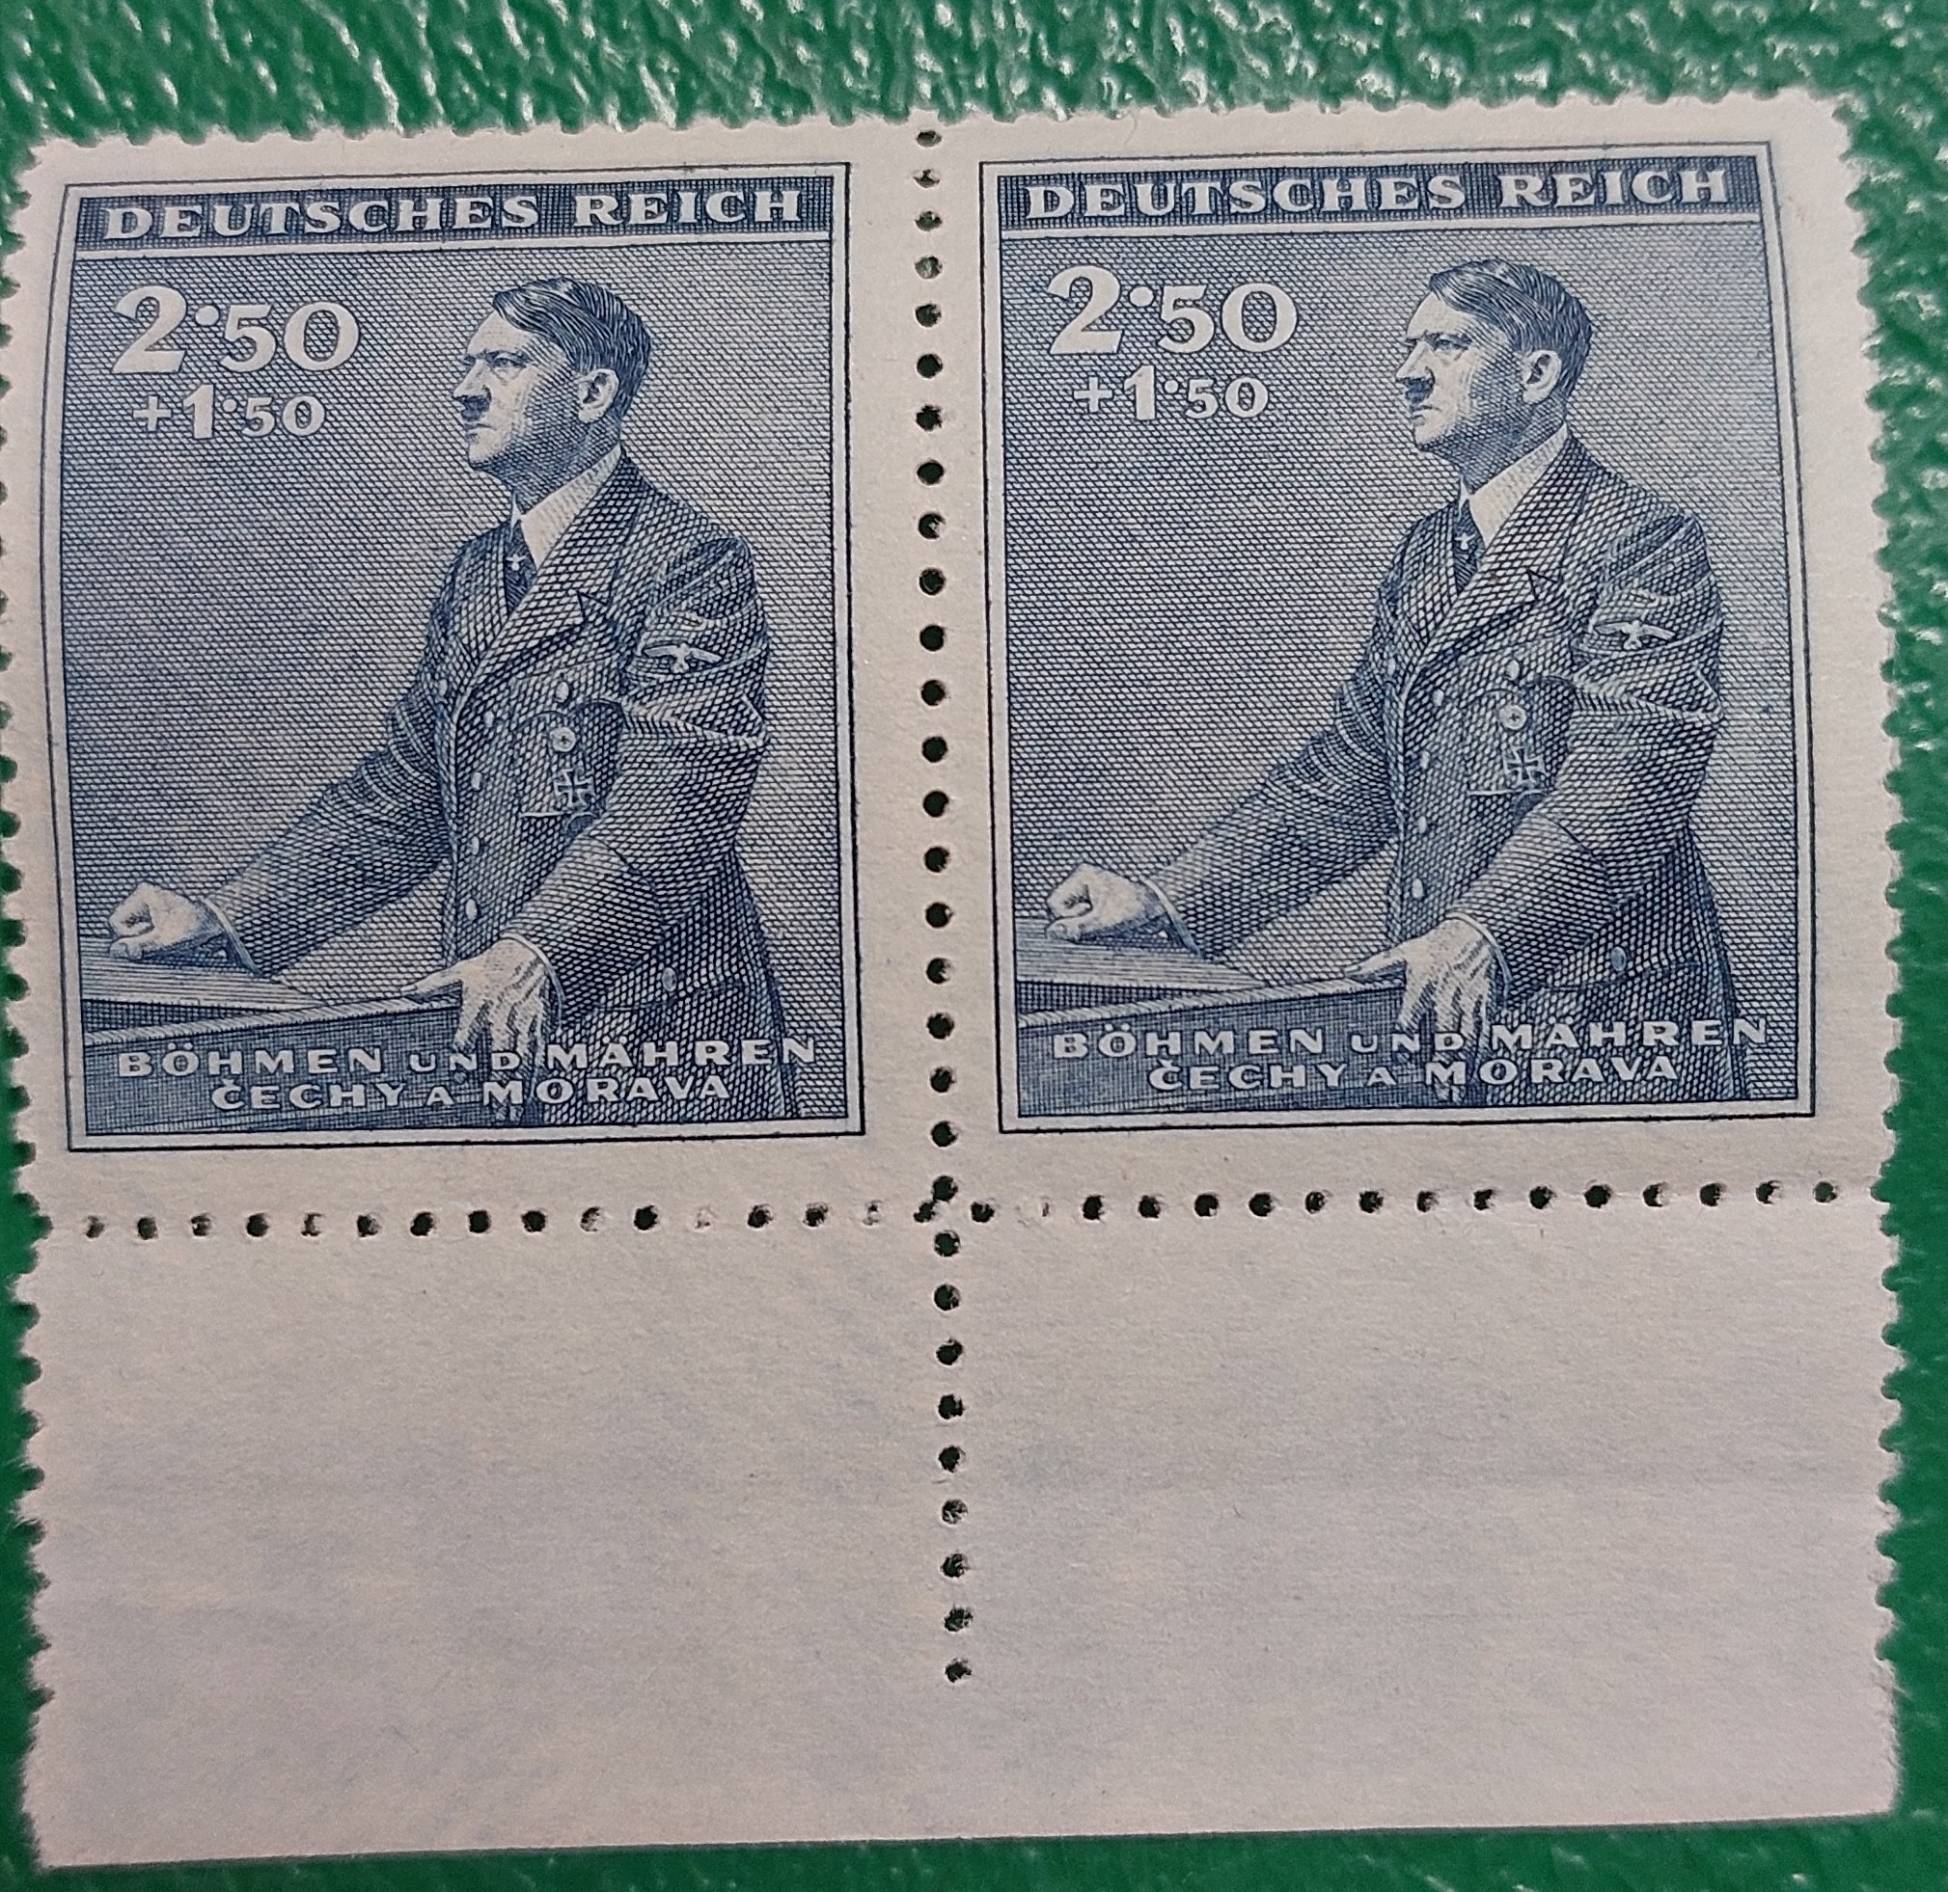 DEUTSCHES REICH
2·50
+1·50
BÖHMEN UND MÄHREN
ČECHY A MORAVA
DEUTSCHES REICH
2·50
+1·50
BÖHMEN UND MÄHREN
ČECHY A MORAVA